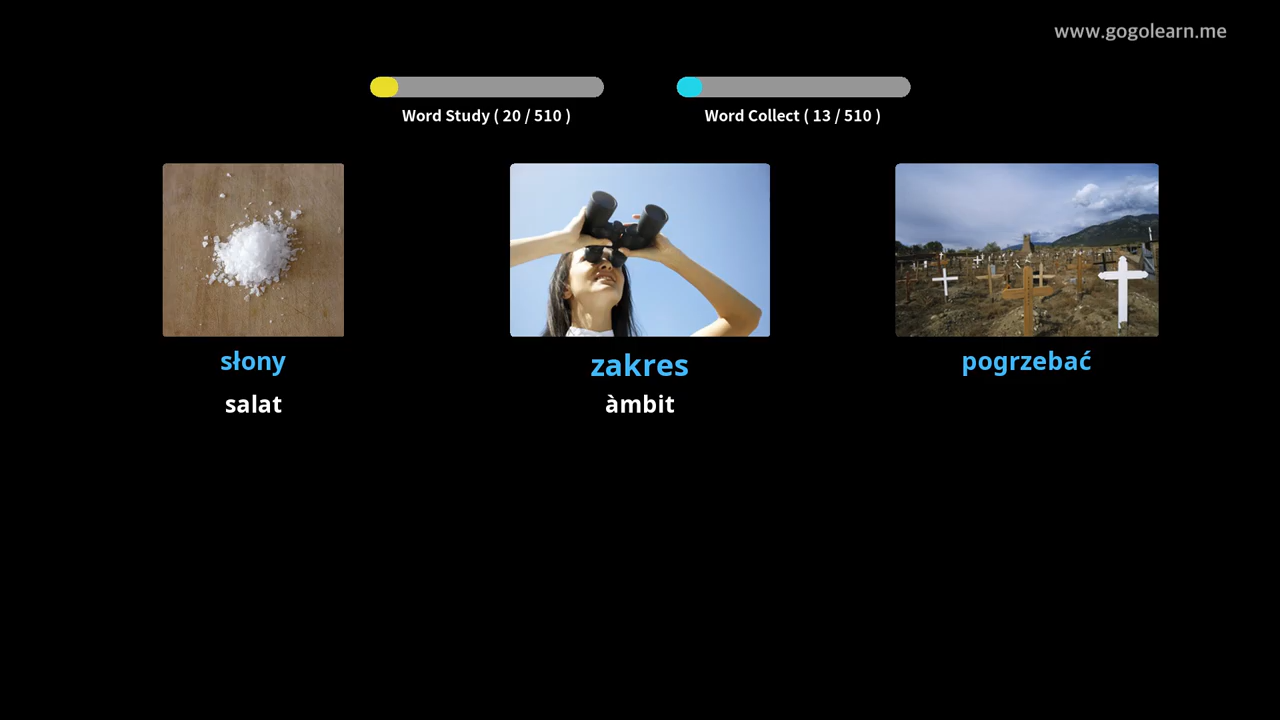 www.gogolearn.me
Word Study ( 20 / 510 )
Word Collect ( 13 / 510 )
słony
zakres
pogrzebać
salat
àmbit